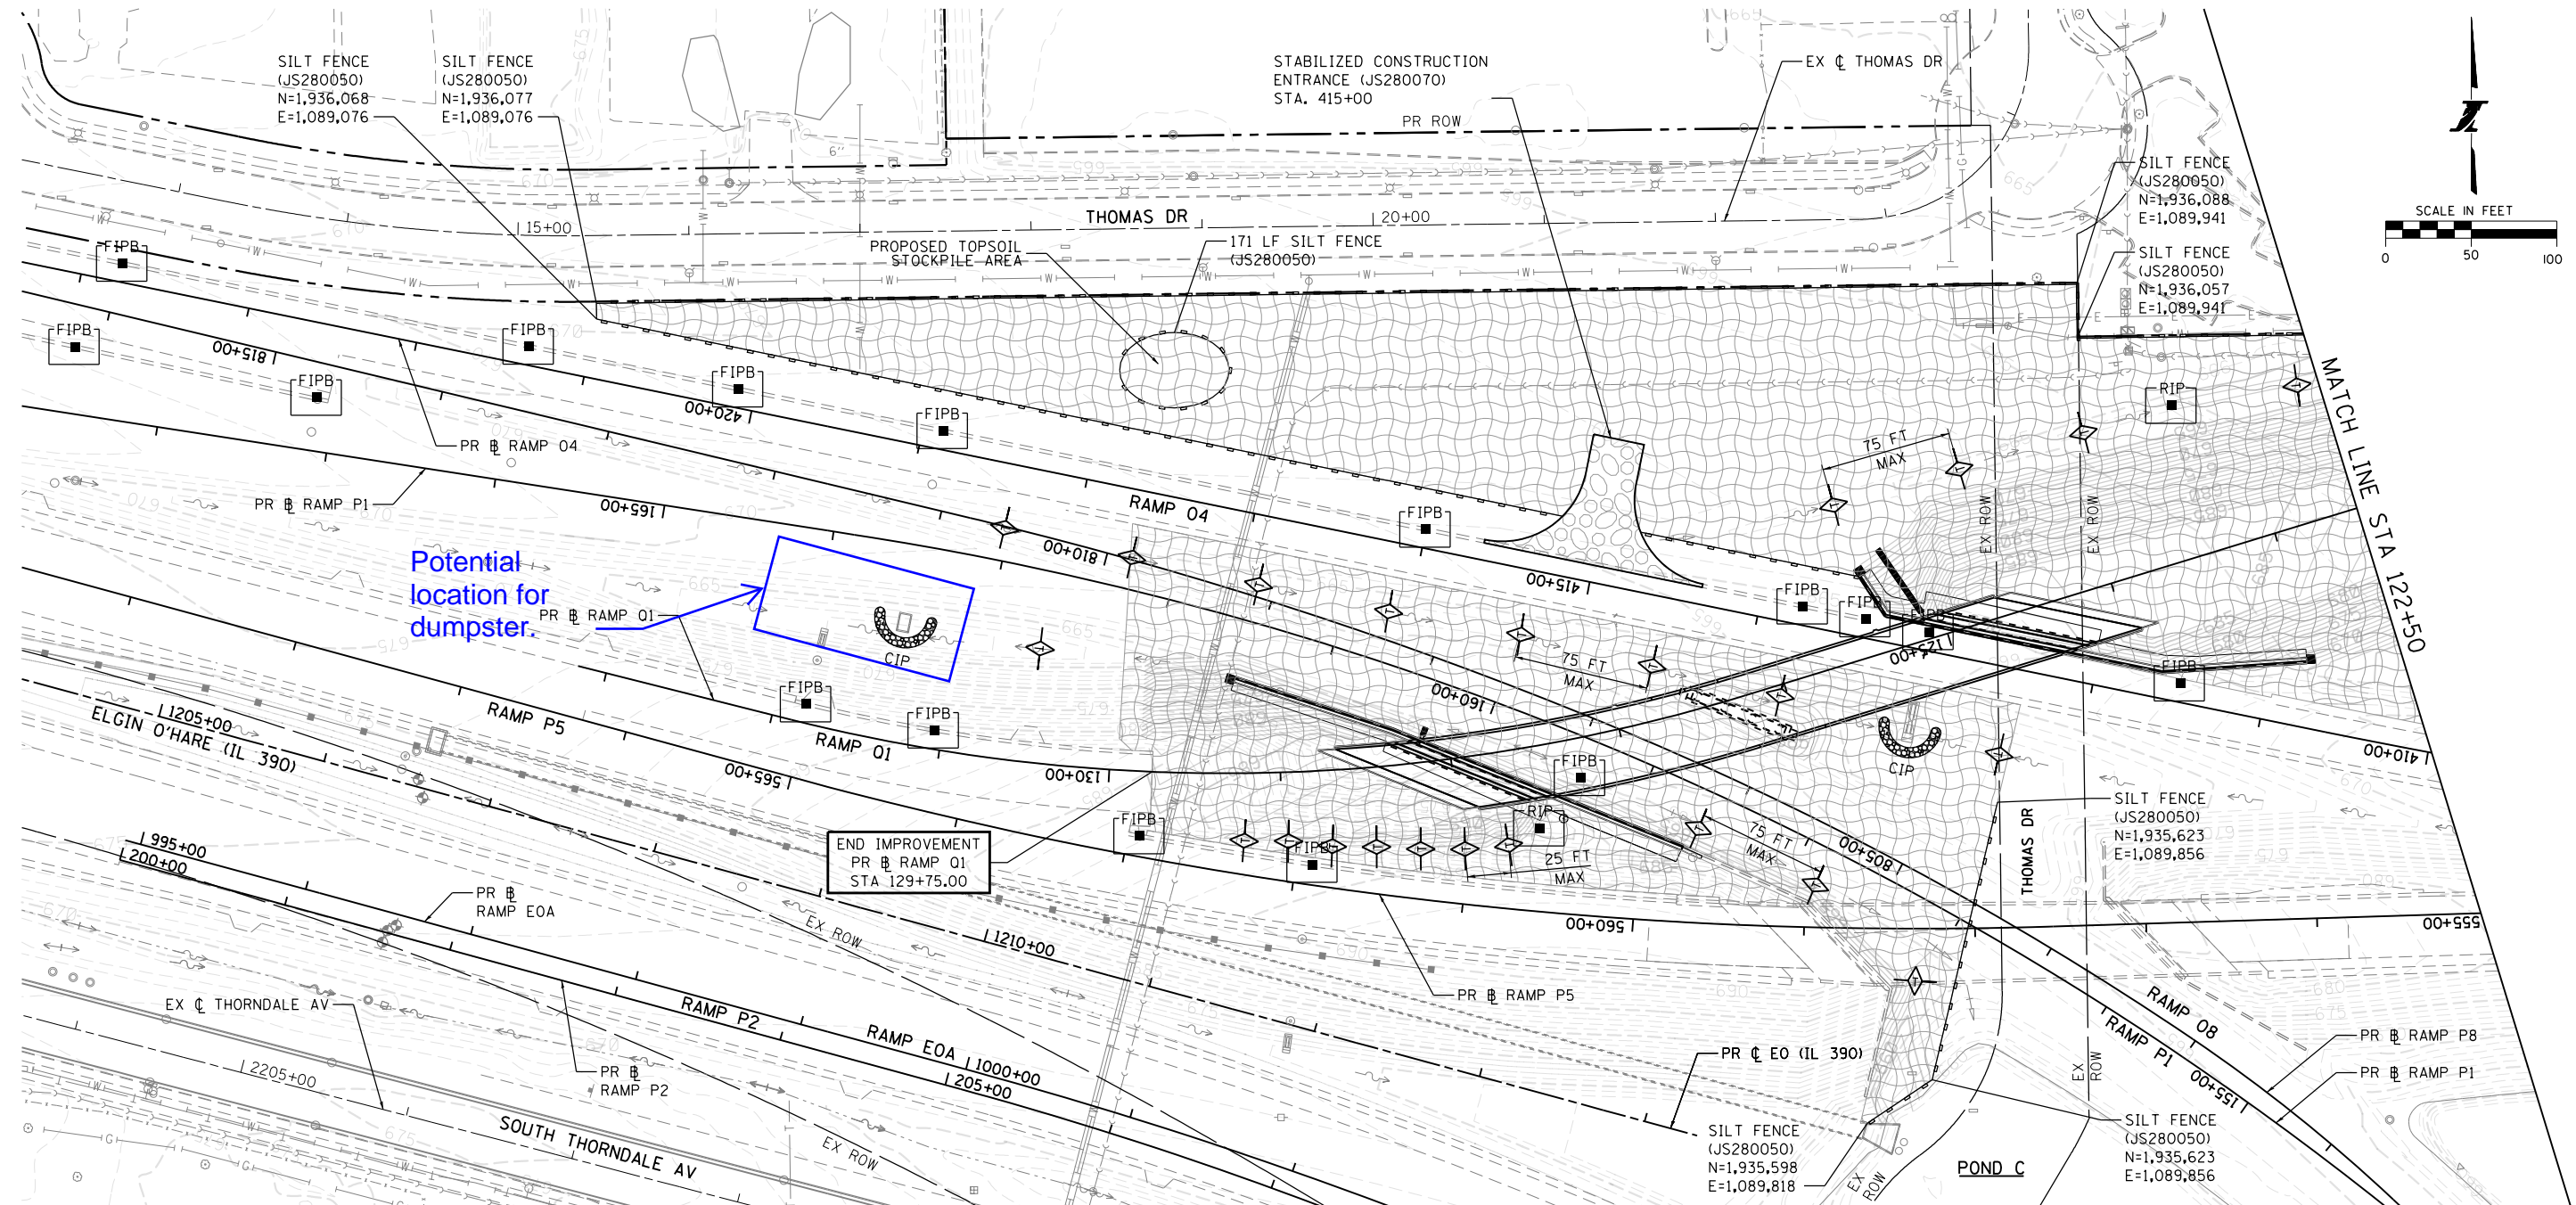 SILT FENCE
(JS280050)
N=1,936,068
E=1,089,076
SILT FENCE
(JS280050)
N=1,936,077
E=1,089,076
STABILIZED CONSTRUCTION
ENTRANCE (JS280070)
STA. 415+00
EX ℄ THOMAS DR
PR ROW
6"
SILT FENCE
(JS280050)
N=1,936,088
E=1,089,941
SCALE IN FEET
0 50 100
THOMAS DR
15+00
20+00
PROPOSED TOPSOIL
STOCKPILE AREA
171 LF SILT FENCE
(JS280050)
SILT FENCE
(JS280050)
N=1,936,057
E=1,089,941
FIPB
FIPB
FIPB
FIPB
FIPB
FIPB
815+00
420+00
RIP
MATCH LINE STA 122+50
PR B RAMP 04
75 FT
MAX
PR B RAMP P1
165+00
RAMP 04
FIPB
EX ROW
EX ROW
810+00
415+00
Potential
location for
dumpster.
PR B RAMP Q1
CIP
FIPB
FIPB
FIPB
125+00
75 FT
MAX
FIPB
160+00
FIPB
FIPB
RAMP P5
RAMP Q1
1205+00
ELGIN O'HARE (IL 390)
565+00
130+00
FIPB
CIP
410+00
RIP
FIPB
FIPB
25 FT
MAX
75 FT
MAX
805+00
THOMAS DR
SILT FENCE
(JS280050)
N=1,935,623
E=1,089,856
END IMPROVEMENT
PR B RAMP Q1
STA 129+75.00
995+00
200+00
PR B
RAMP EOA
EX ROW
1210+00
560+00
555+00
PR B RAMP P5
EX ℄ THORNDALE AV
RAMP P2
RAMP EOA
1000+00
205+00
PR B
RAMP P2
2205+00
SOUTH THORNDALE AV
EX ROW
PR ℄ EO (IL 390)
RAMP 08
RAMP P1
155+00
PR B RAMP P8
PR B RAMP P1
EX
ROW
SILT FENCE
(JS280050)
N=1,935,598
E=1,089,818
EX
ROW
POND C
SILT FENCE
(JS280050)
N=1,935,623
E=1,089,856